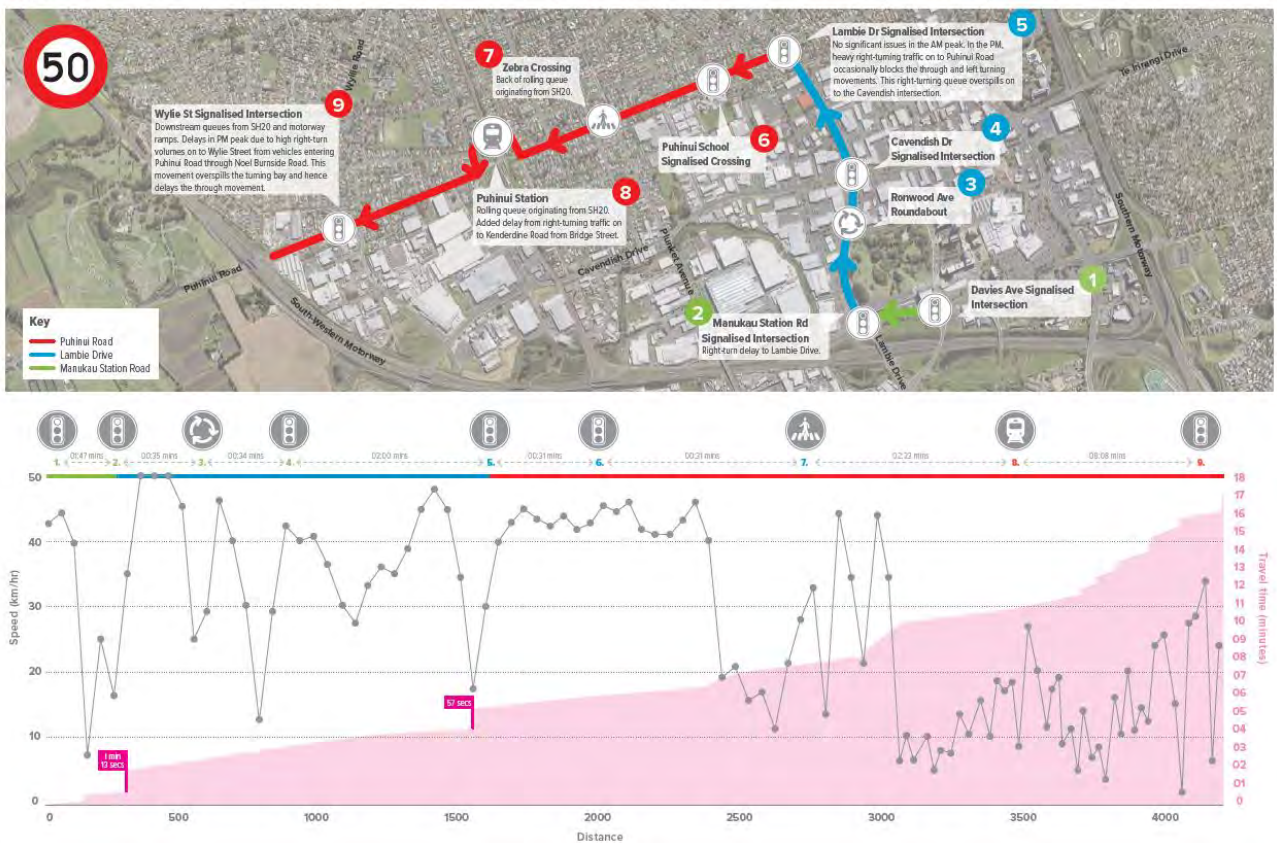 50
Wylie Road
7
Zebra Crossing
Back of rolling queue
originating from SH20.
Lambie Dr Signalised Intersection
5
No significant issues in the AM peak. In the PM,
heavy right-turning traffic on to Puhinui Road
occasionally blocks the through and left turning
movements. This right-turning queue overspills on
to the Cavendish intersection.
Te Irirangi Drive
Wylie St Signalised Intersection
9
Downstream queues from SH20 and motorway
ramps. Delays in PM peak due to high right-turn
volumes on to Wylie Street from vehicles entering
Puhinui Road through Noel Burnside Road. This
movement overspills the turning bay and hence
delays the through movement.
Puhinui School
Signalised Crossing
6
Cavendish Dr
Signalised Intersection
4
Ronwood Ave
Roundabout
3
Puhinui Station
8
Rolling queue originating from SH20.
Added delay from right-turning traffic on
to Kenderdine Road from Bridge Street.
Puhinui Road
South-Western Motorway
Cavendish Drive
Plunket Avenue
Southern Motorway
Davies Ave Signalised
Intersection
1
2
Manukau Station Rd
Signalised Intersection
Right-turn delay to Lambie Drive.
Lambie Drive
Key
Puhinui Road
Lambie Drive
Manukau Station Road
1. 01:47 mins 2. 00:35 mins 3. 00:34 mins 4. 02:00 mins 5. 00:31 mins 6. 00:31 mins 7. 02:23 mins 8. 08:08 mins 9.
50
40
30
20
10
0
Speed (km/hr)
18
17
16
15
14
13
12
11
10
09
08
07
06
05
04
03
02
01
0
Travel time (minutes)
1 min
13 secs
57 secs
0 500 1000 1500 2000 2500 3000 3500 4000
Distance